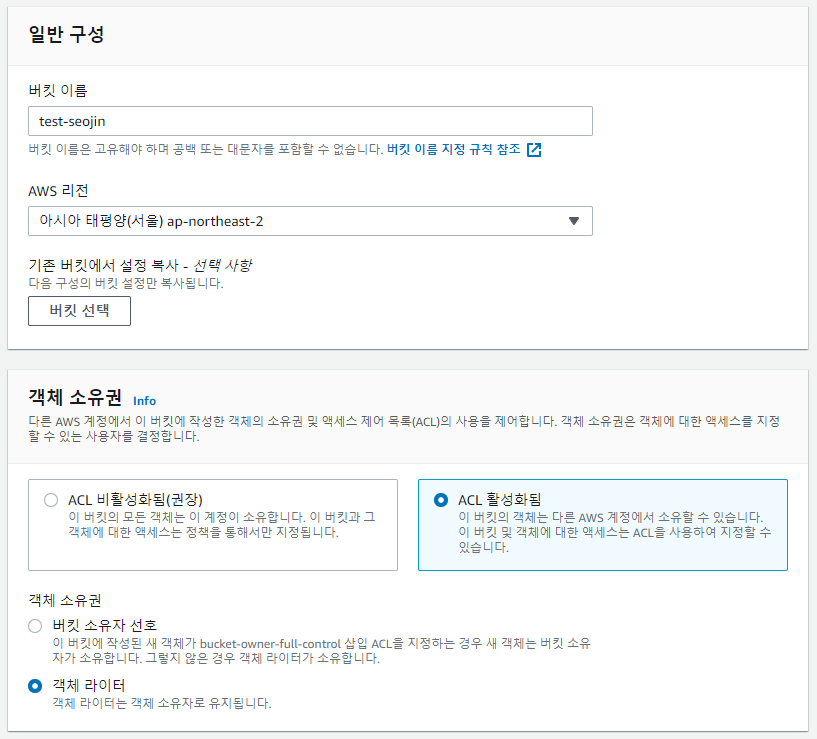 일반 구성
버킷 이름
test-seojin
버킷 이름은 고유해야 하며 공백 또는 대문자를 포함할 수 없습니다. 버킷 이름 지정 규칙 참조
AWS 리전
아시아 태평양(서울) ap-northeast-2
기존 버킷에서 설정 복사 - 선택 사항
다음 구성의 버킷 설정만 복사됩니다.
버킷 선택
객체 소유권 Info
다른 AWS 계정에서 이 버킷에 작성한 객체의 소유권 및 액세스 제어 목록(ACL)의 사용을 제어합니다. 객체 소유권은 객체에 대한 액세스를 지정
할 수 있는 사용자를 결정합니다.
ACL 비활성화됨(권장)
이 버킷의 모든 객체는 이 계정이 소유합니다. 이 버킷과 그
객체에 대한 액세스는 정책을 통해서만 지정됩니다.
ACL 활성화됨
이 버킷의 객체는 다른 AWS 계정에서 소유할 수 있습니다.
이 버킷 및 객체에 대한 액세스는 ACL을 사용하여 지정할 수
있습니다.
객체 소유권
버킷 소유자 선호
이 버킷에 작성된 새 객체가 bucket-owner-full-control 삽입 ACL을 지정하는 경우 새 객체는 버킷 소유
자가 소유합니다. 그렇지 않은 경우 객체 라이터가 소유합니다.
객체 라이터
객체 라이터는 객체 소유자로 유지됩니다.